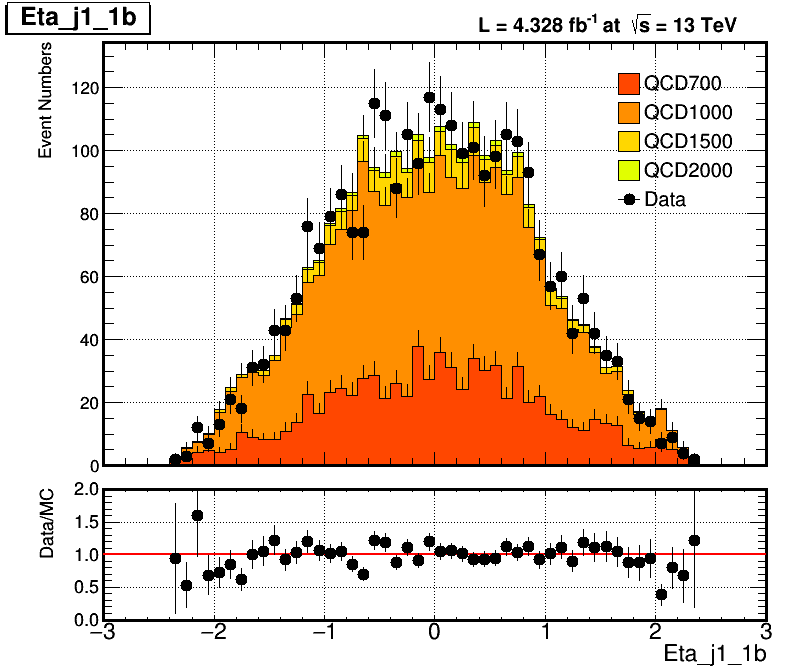 Eta_j1_1b
L = 4.328 fb⁻¹ at √s = 13 TeV
Event Numbers
120
100
80
60
40
20
0
QCD700
QCD1000
QCD1500
QCD2000
Data
Data/MC
2.0
1.5
1.0
0.5
0.0
−3 −2 −1 0 1 2 3
Eta_j1_1b